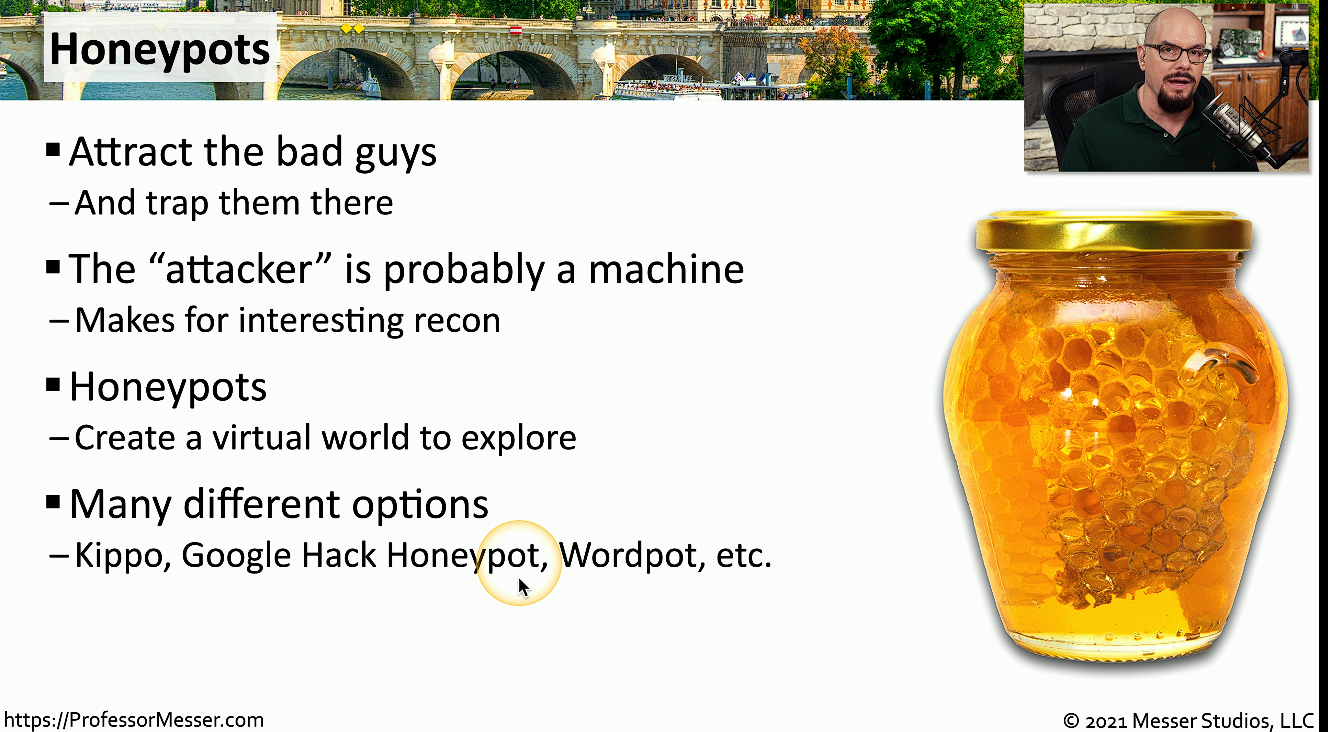 Honeypots
▪ Attract the bad guys
– And trap them there
▪ The “attacker” is probably a machine
– Makes for interesting recon
▪ Honeypots
– Create a virtual world to explore
▪ Many different options
– Kippo, Google Hack Honeypot, Wordpot, etc.
https://ProfessorMesser.com
© 2021 Messer Studios, LLC